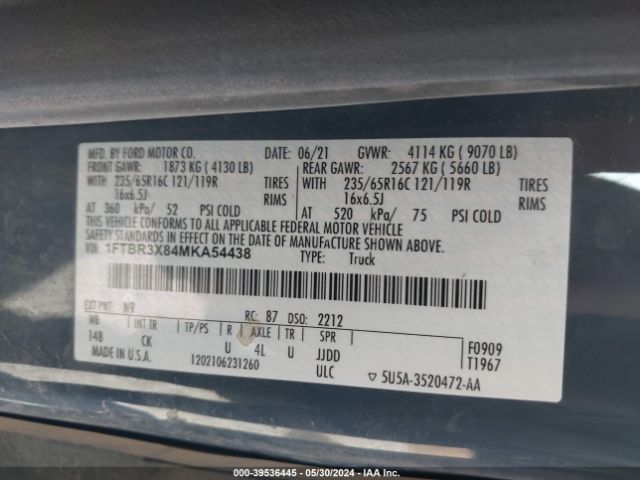 MFD. BY FORD MOTOR CO. DATE: 06/21 GVWR: 4114 KG ( 9070 LB)
FRONT GAWR: 1873 KG ( 4130 LB) REAR GAWR: 2567 KG ( 5660 LB)
WITH 235/65R16C 121/119R TIRES WITH 235/65R16C 121/119R TIRES
16x6.5J RIMS 16x6.5J RIMS
AT 360 kPa/ 52 PSI COLD AT 520 kPa/ 75 PSI COLD
THIS VEHICLE CONFORMS TO ALL APPLICABLE FEDERAL MOTOR VEHICLE
SAFETY STANDARDS IN EFFECT ON THE DATE OF MANUFACTURE SHOWN ABOVE.
VIN: 1FTBR3X84MKA54438 TYPE: Truck
EXT PNT: N9 RC: 87 DSO: 2212
WB INT TR TP/PS R AXLE TR SPR F0909
148 CK U 4L U JJDD T1967
MADE IN U.S.A. 1202106231260 ULC ▽ 5U5A-3520472-AA
000-39536445 - 05/30/2024 - IAA Inc.